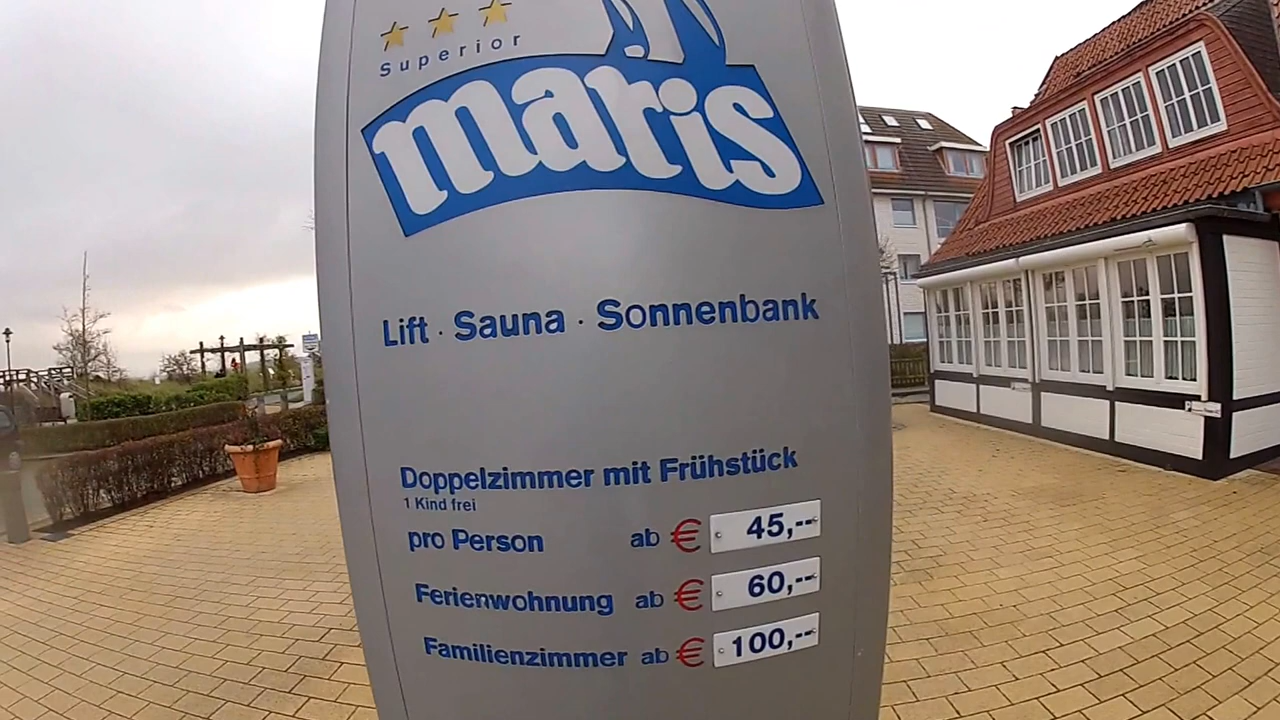 Superior
maris
Lift · Sauna · Sonnenbank
Doppelzimmer mit Frühstück
1 Kind frei
pro Person ab € 45,--
Ferienwohnung ab € 60,--
Familienzimmer ab € 100,--